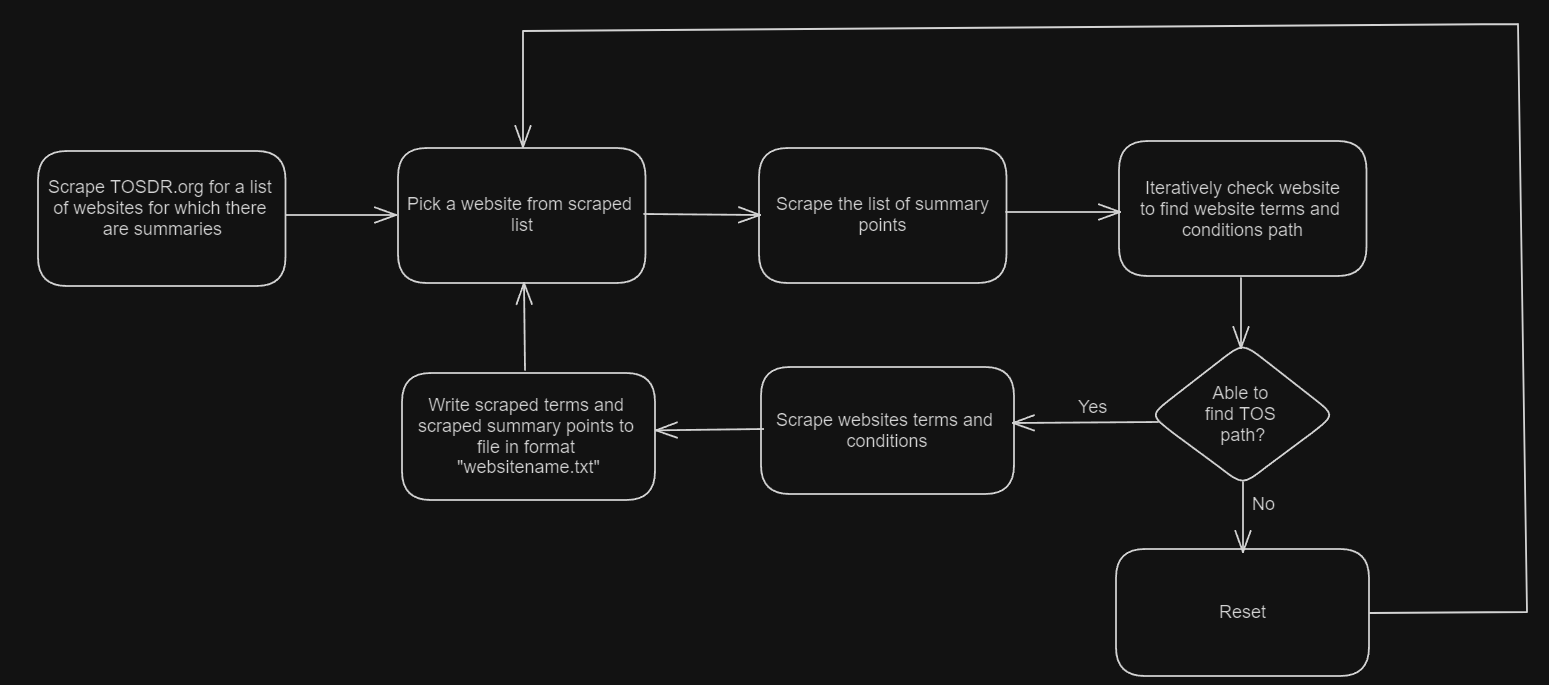 Scrape TOSDR.org for a list
of websites for which there
are summaries
Pick a website from scraped
list
Scrape the list of summary
points
Iteratively check website
to find website terms and
conditions path
Able to
find TOS
path?
Yes
Scrape websites terms and
conditions
Write scraped terms and
scraped summary points to
file in format
"websitename.txt"
No
Reset